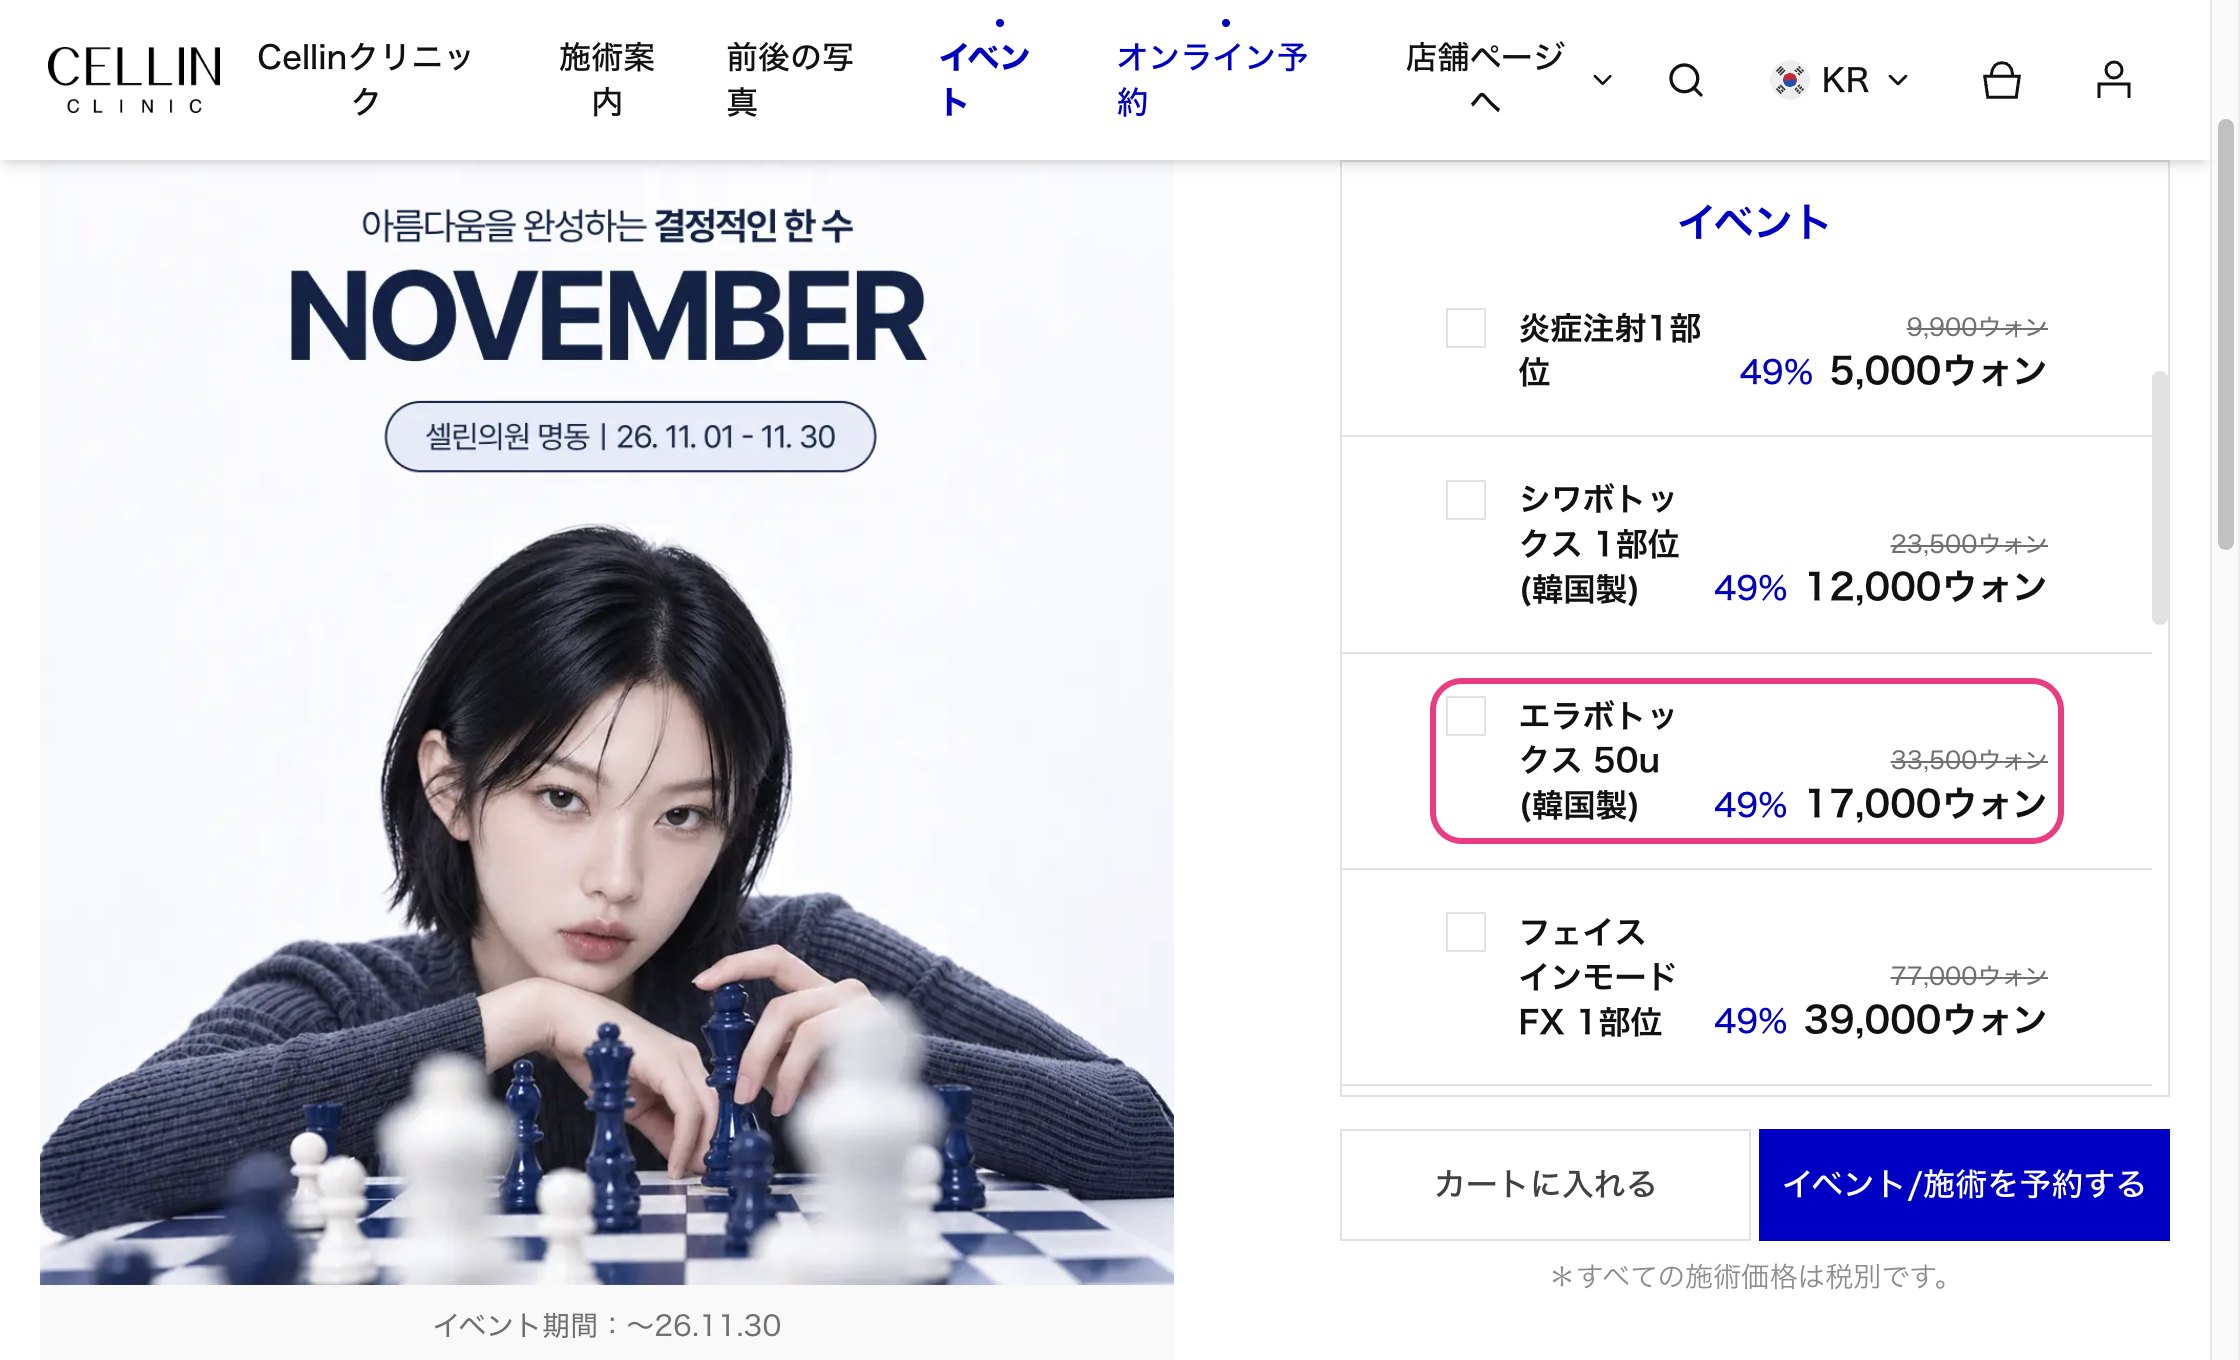 CELLIN
CLINIC
Cellinクリニッ
ク
施術案
内
前後の写
真
イベン
ト
オンライン予
約
店舗ページ
へ
KR
아름다움을 완성하는 결정적인 한 수
NOVEMBER
셀린의원 명동 | 26. 11. 01 - 11. 30
イベント期間：〜26.11.30
イベント
炎症注射1部
位
9,900ウォン
49% 5,000ウォン
シワボトッ
クス 1部位
(韓国製)
23,500ウォン
49% 12,000ウォン
エラボトッ
クス 50u
(韓国製)
33,500ウォン
49% 17,000ウォン
フェイス
インモード
FX 1部位
77,000ウォン
49% 39,000ウォン
カートに入れる
イベント/施術を予約する
＊すべての施術価格は税別です。